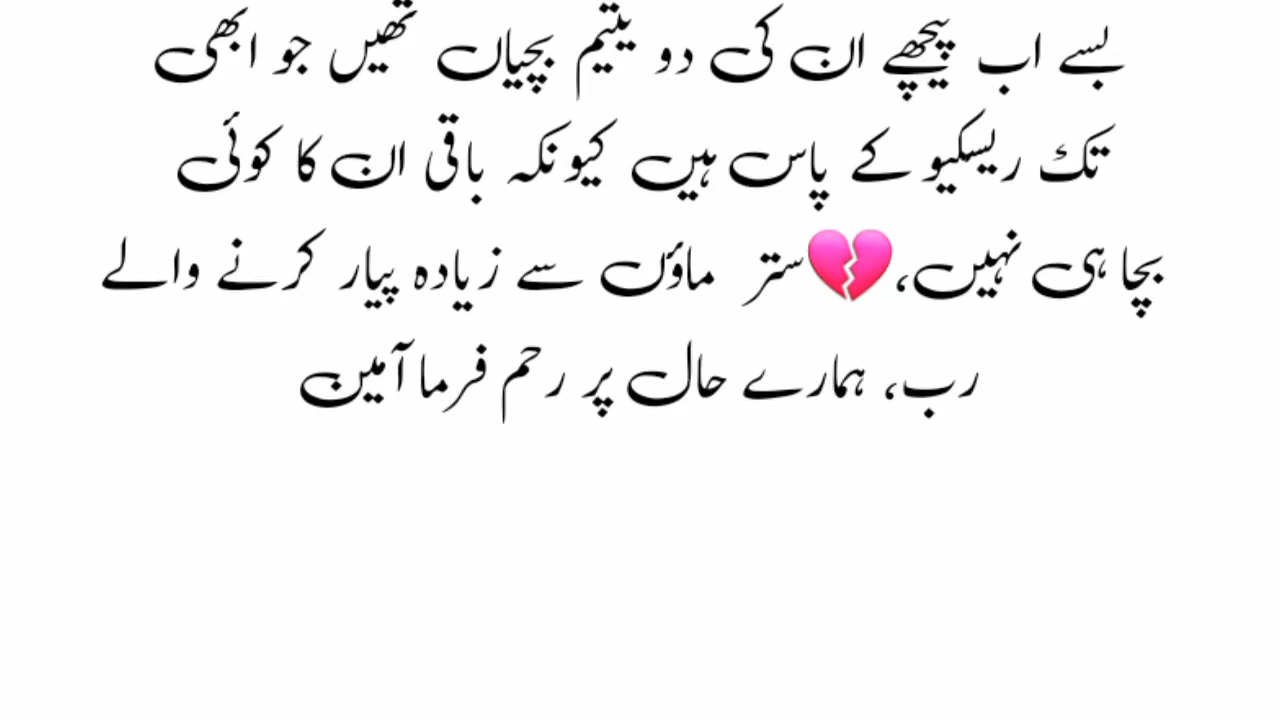 بسے اب پیچھے ان کی دو یتیم بچیاں تھیں جو ابھی
تک ریسکیو کے پاس ہیں کیونکہ باقی ان کا کوئی
بچا ہی نہیں،💔ستر ماؤں سے زیادہ پیار کرنے والے
رب، ہمارے حال پر رحم فرما آمین